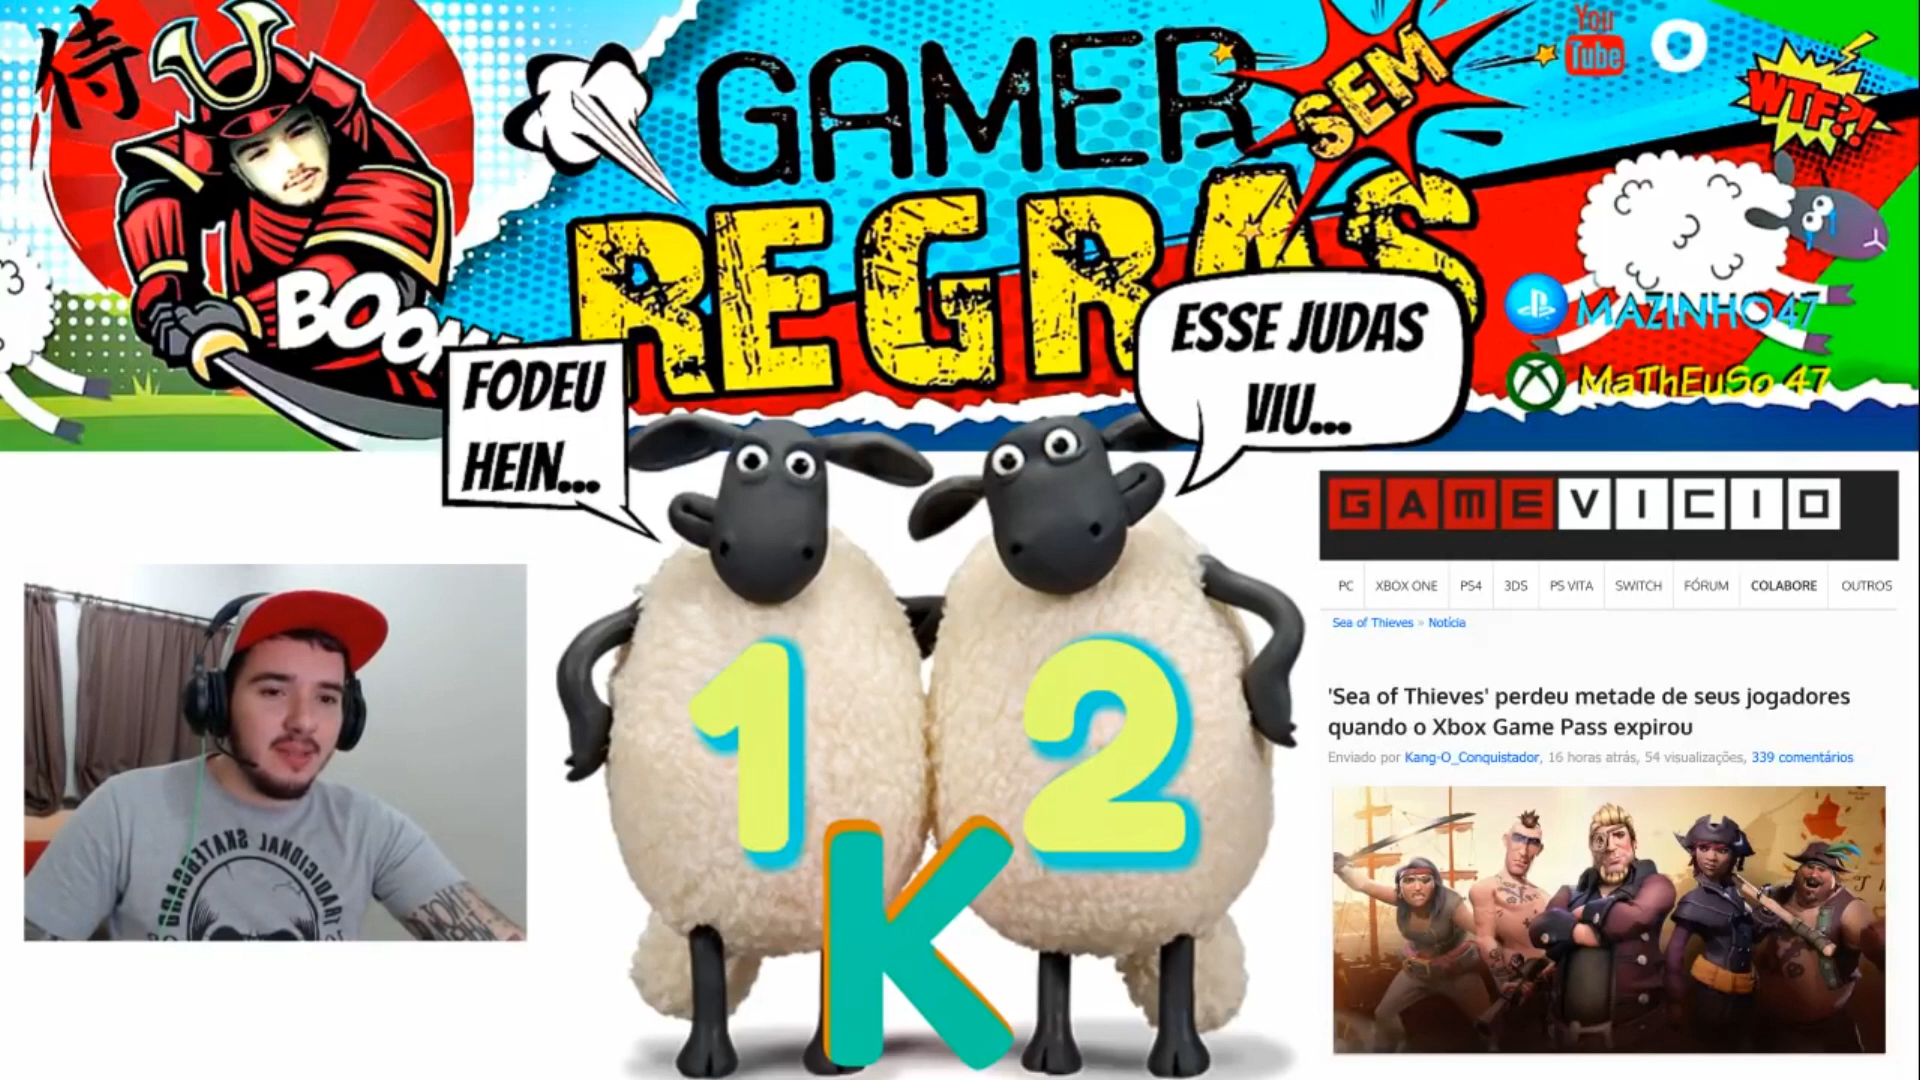 侍
GAMER
SEM
REGRAS
You
Tube
WTF?!
BOOM
MAZINHO47
MaThEuSo 47
FODEU
HEIN...
ESSE JUDAS
VIU...
1
2
K
TRADICIONAL SKATEBOARD
GAMEVICIO
PC XBOX ONE PS4 3DS PS VITA SWITCH FÓRUM COLABORE OUTROS
Sea of Thieves » Notícia
'Sea of Thieves' perdeu metade de seus jogadores
quando o Xbox Game Pass expirou
Enviado por Kang-O_Conquistador, 16 horas atrás, 54 visualizações, 339 comentários